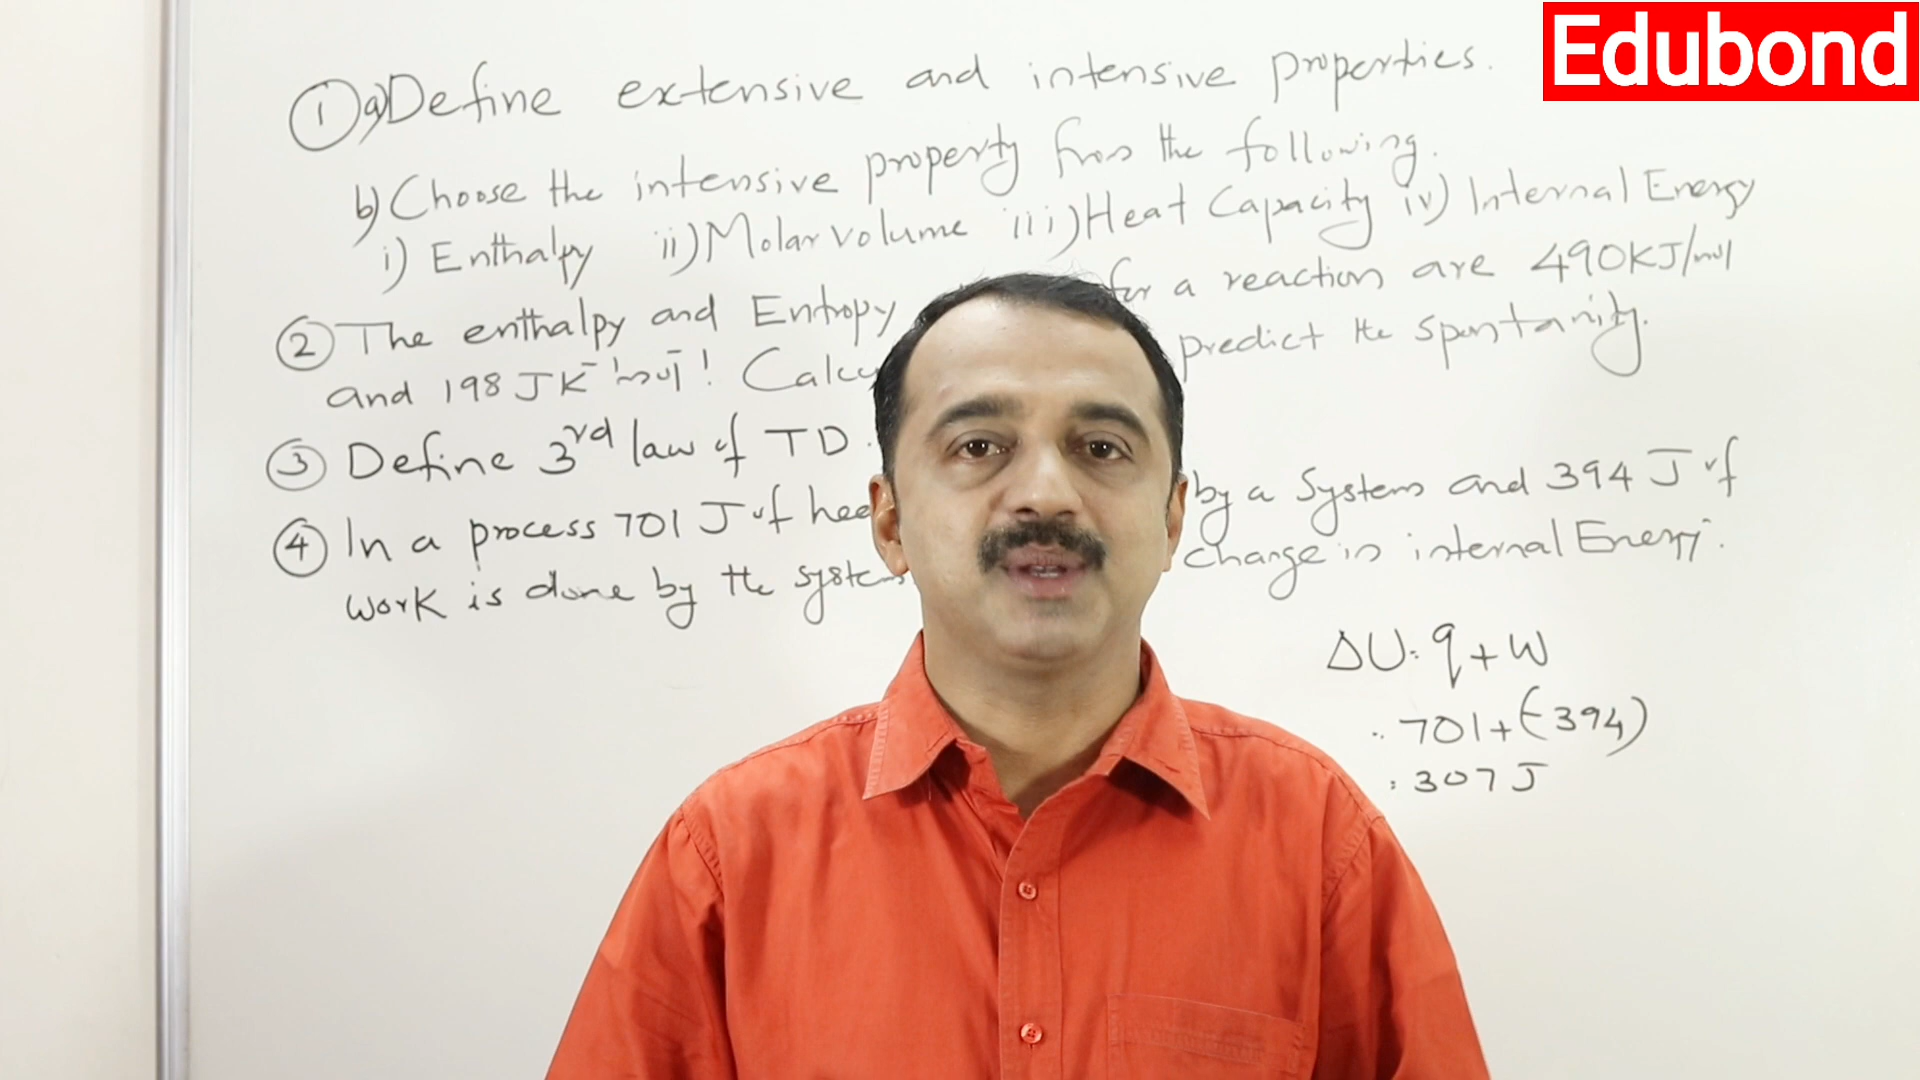 Edubond
① a) Define extensive and intensive properties.
b) Choose the intensive property from the following.
i) Enthalpy ii) Molar volume iii) Heat Capacity iv) Internal Energy
② The enthalpy and Entropy for a reaction are 490KJ/mol
and 198 JK⁻¹mol⁻¹. Calcu predict the spontanity.
③ Define 3rd law of TD.
④ In a process 701 J of hea by a System and 394 J of
work is done by the system change in internal Energy.
ΔU = q + W
= 701 + (-394)
= 307 J